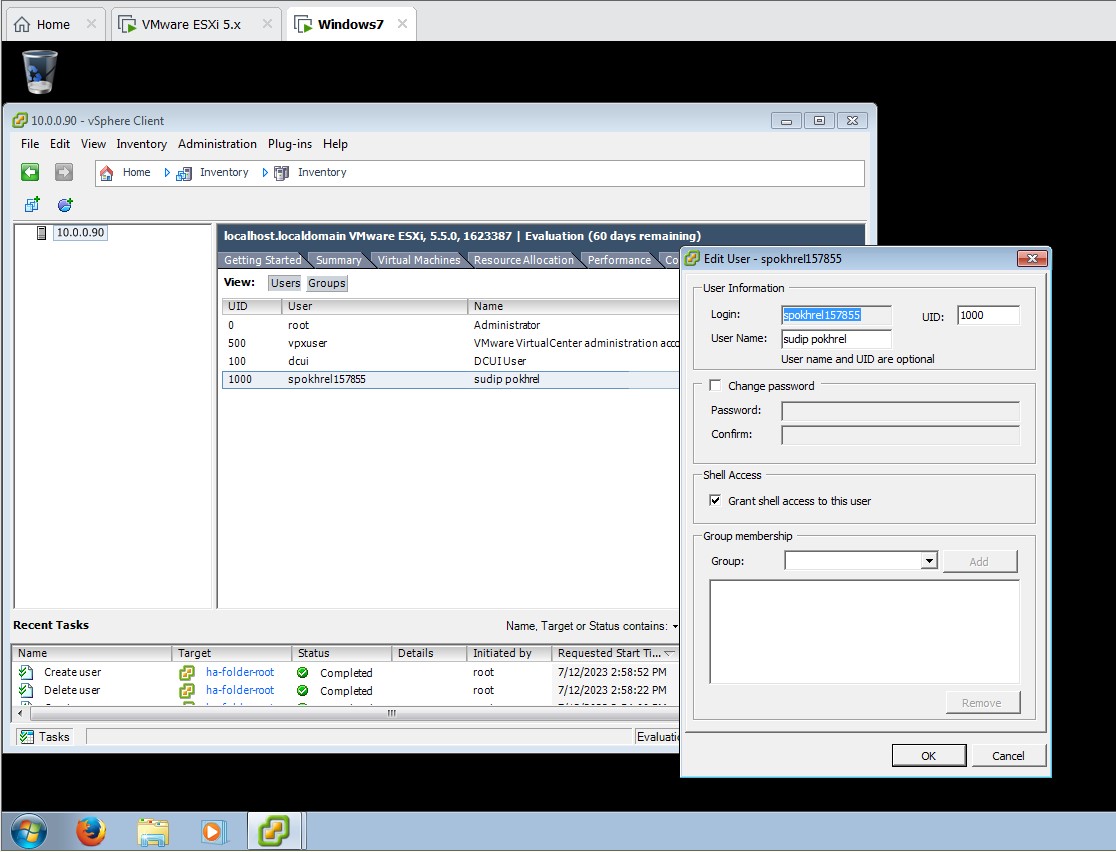 Home
VMware ESXi 5.x
Windows7
10.0.0.90 - vSphere Client
File Edit View Inventory Administration Plug-ins Help
Home Inventory Inventory
10.0.0.90
localhost.localdomain VMware ESXi, 5.5.0, 1623387 | Evaluation (60 days remaining)
Getting Started Summary Virtual Machines Resource Allocation Performance Co
View: Users Groups
UID User Name
0 root Administrator
500 vpxuser VMware VirtualCenter administration acco
100 dcui DCUI User
1000 spokhrel157855 sudip pokhrel
Edit User - spokhrel157855
User Information
Login: spokhrel157855 UID: 1000
User Name: sudip pokhrel
User name and UID are optional
Change password
Password:
Confirm:
Shell Access
Grant shell access to this user
Group membership
Group: Add
Remove
OK Cancel
Recent Tasks Name, Target or Status contains:
Name Target Status Details Initiated by Requested Start Ti...
Create user ha-folder-root Completed root 7/12/2023 2:58:52 PM
Delete user ha-folder-root Completed root 7/12/2023 2:58:22 PM
Tasks Evaluatio